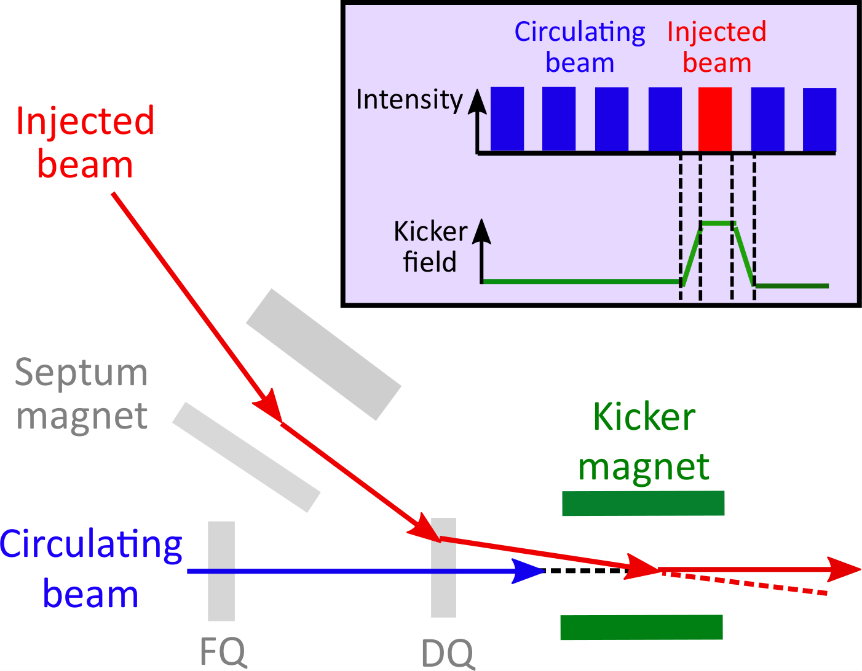 Circulating
beam
Injected
beam
Intensity
Kicker
field
Injected
beam
Septum
magnet
Kicker
magnet
Circulating
beam
FQ
DQ